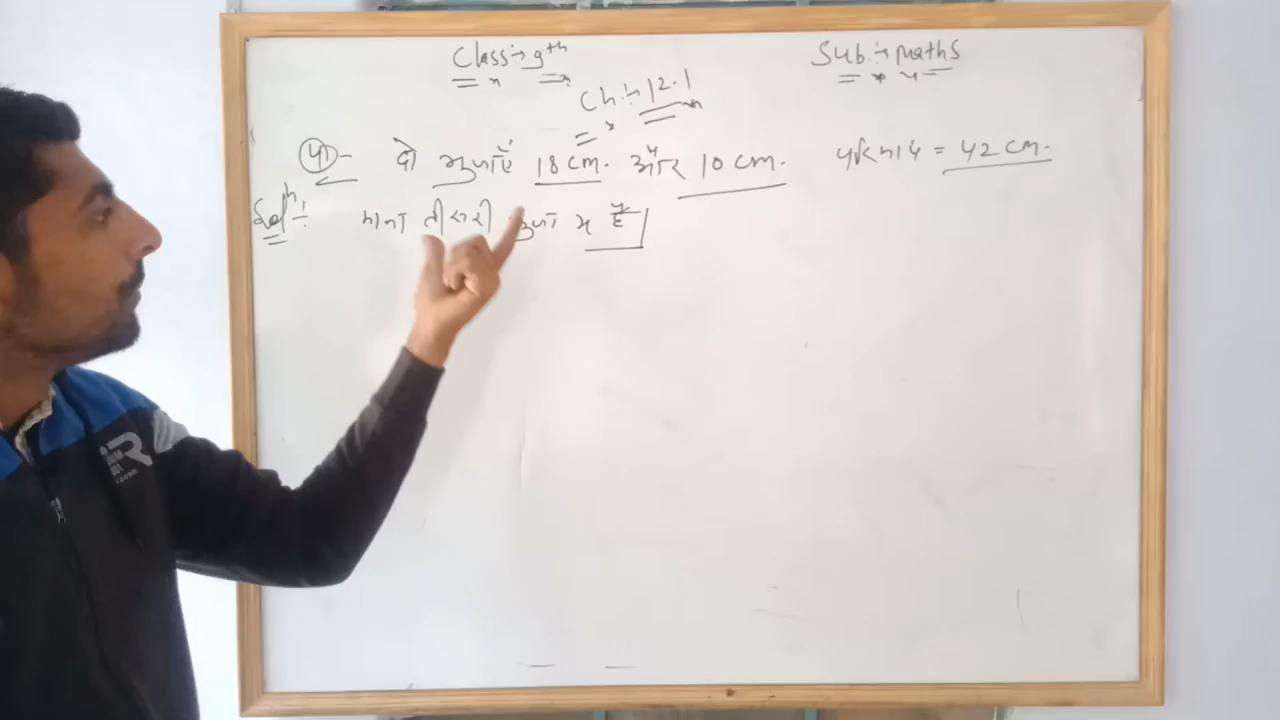 Class:- 9th Sub:- Maths
Ch:- 12.1
(4)- दो भुजाएँ 18 cm. और 10 cm. परिमाप = 42 cm.
Solⁿ:- माना तीसरी भुजा x है
R